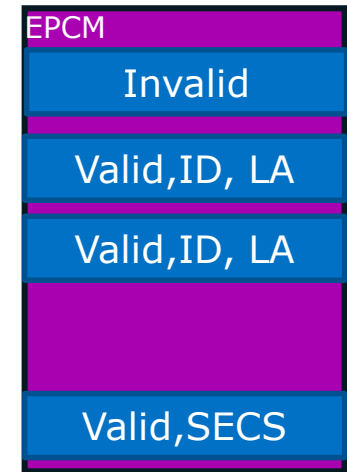 EPCM
Invalid
Valid,ID, LA
Valid,ID, LA
Valid,SECS